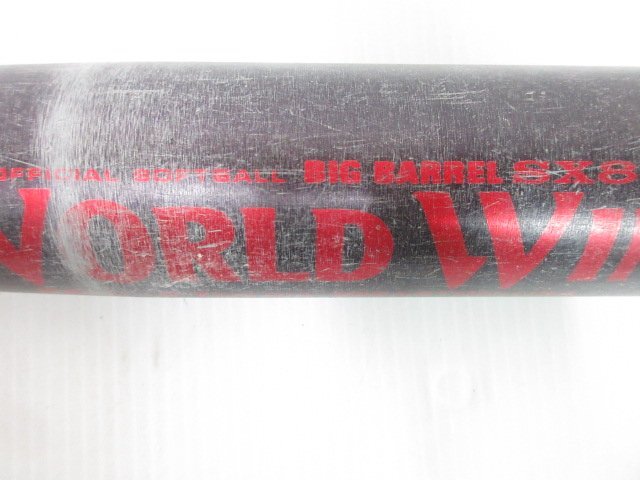 OFFICIAL SOFTBALL BIG BARREL SX8
WORLD WI